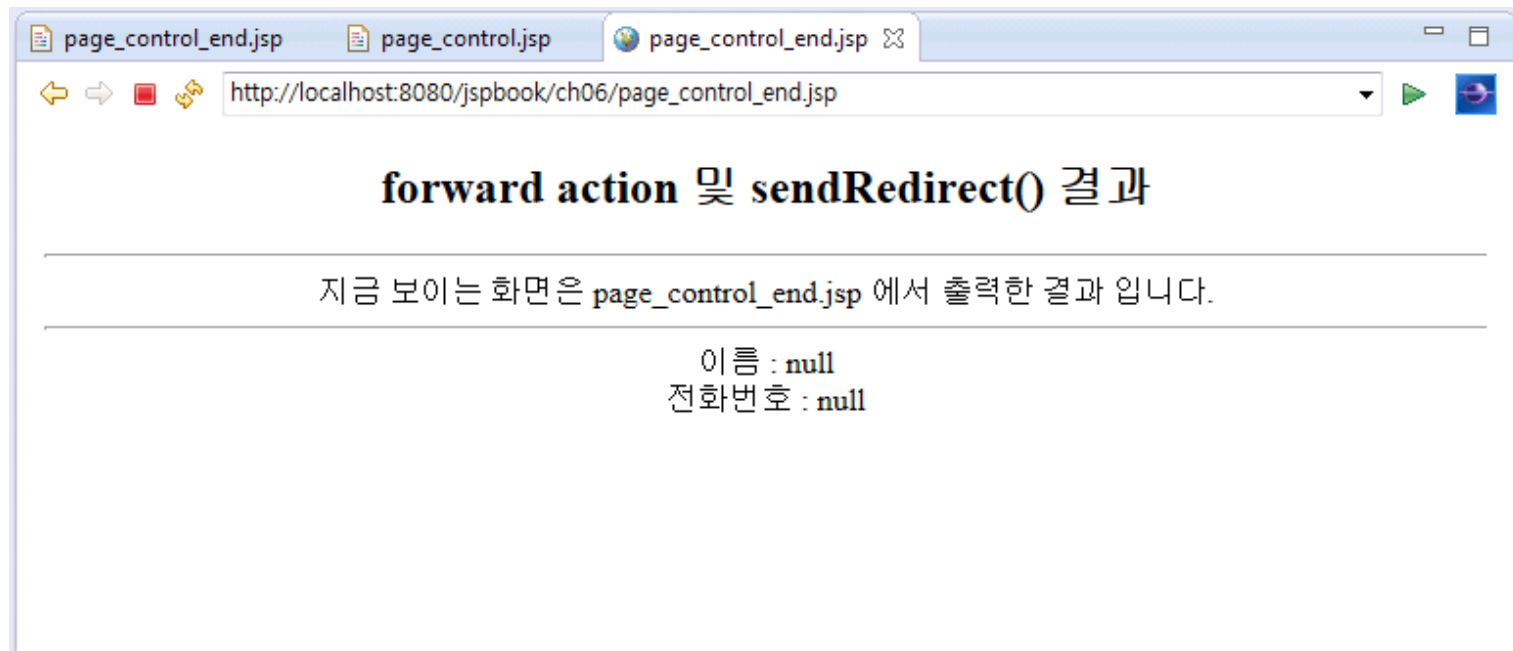 page_control_end.jsp page_control.jsp page_control_end.jsp
http://localhost:8080/jspbook/ch06/page_control_end.jsp
forward action 및 sendRedirect() 결과
지금 보이는 화면은 page_control_end.jsp 에서 출력한 결과 입니다.
이름 : null
전화번호 : null